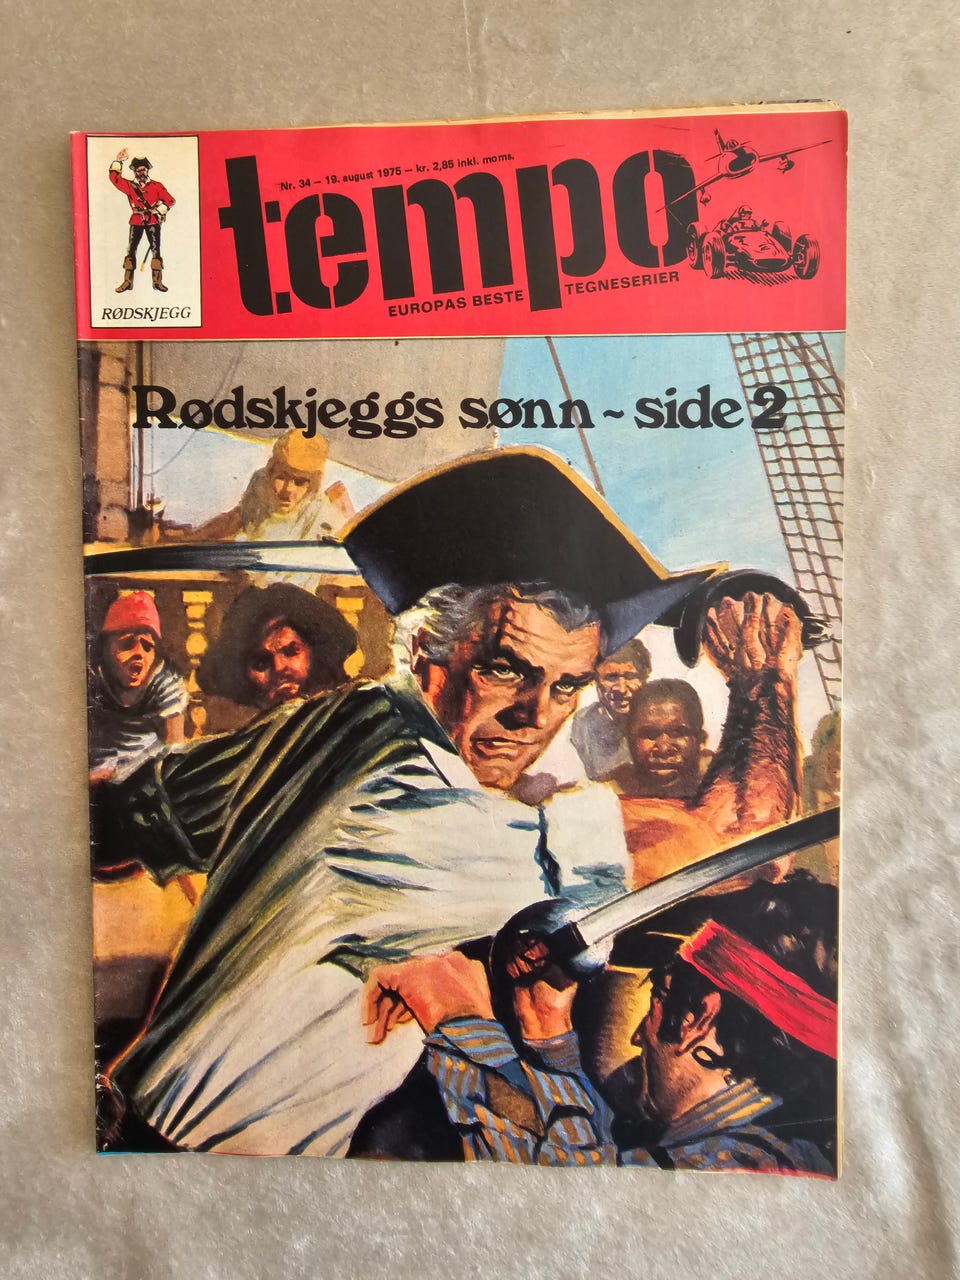 Nr. 34 – 19. august 1975 – kr. 2,85 inkl. moms.
tempo
EUROPAS BESTE TEGNESERIER
RØDSKJEGG
Rødskjeggs sønn ~ side 2